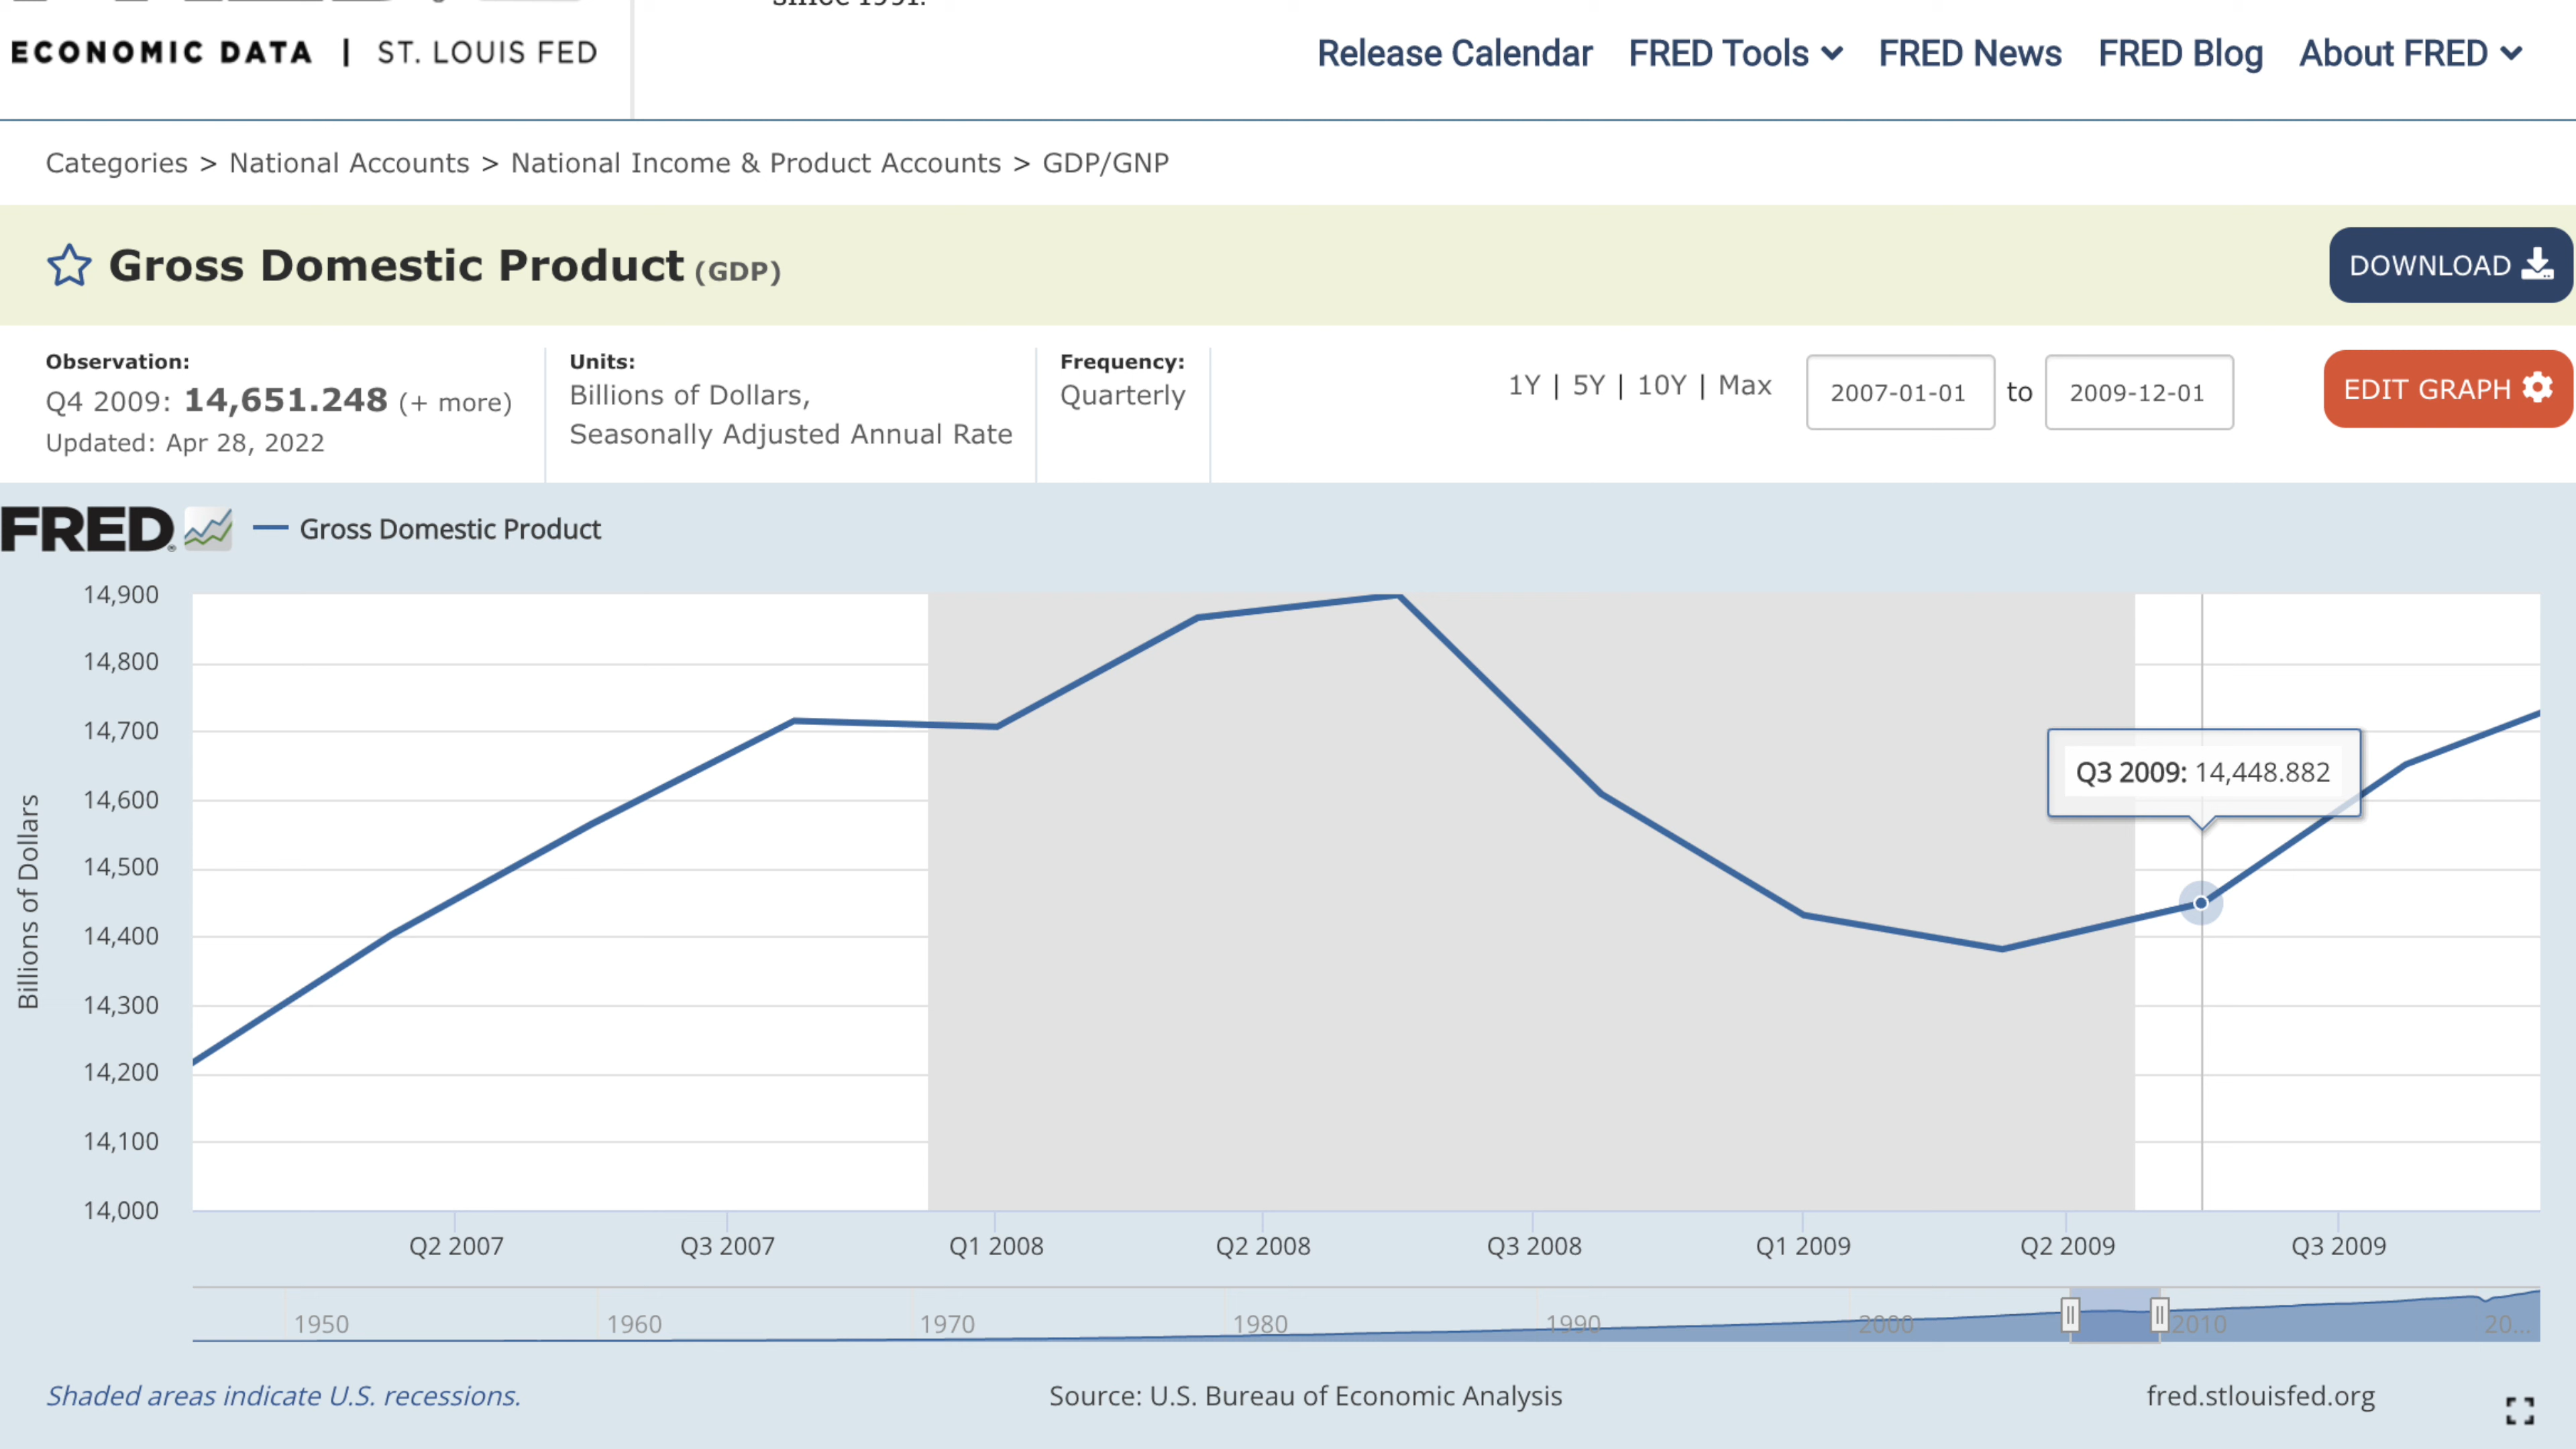 since 1991.
ECONOMIC DATA | ST. LOUIS FED
Release Calendar FRED Tools FRED News FRED Blog About FRED
Categories > National Accounts > National Income & Product Accounts > GDP/GNP
Gross Domestic Product (GDP)
DOWNLOAD
Observation:
Q4 2009: 14,651.248 (+ more)
Updated: Apr 28, 2022
Units:
Billions of Dollars,
Seasonally Adjusted Annual Rate
Frequency:
Quarterly
1Y | 5Y | 10Y | Max
2007-01-01 to 2009-12-01
EDIT GRAPH
FRED
Gross Domestic Product
14,900
14,800
14,700
14,600
14,500
14,400
14,300
14,200
14,100
14,000
Billions of Dollars
Q3 2009: 14,448.882
Q2 2007 Q3 2007 Q1 2008 Q2 2008 Q3 2008 Q1 2009 Q2 2009 Q3 2009
1950 1960 1970 1980 1990 2000 2010 20...
Shaded areas indicate U.S. recessions.
Source: U.S. Bureau of Economic Analysis
fred.stlouisfed.org